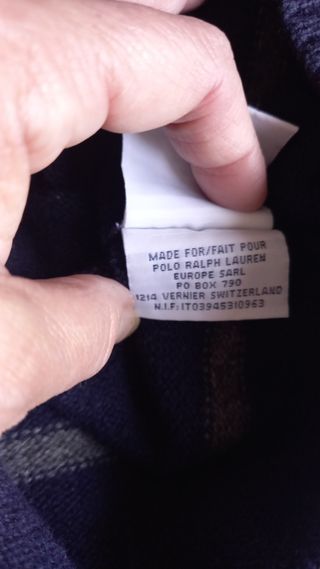 MADE FOR/FAIT POUR
POLO RALPH LAUREN
EUROPE SARL
PO BOX 790
1214 VERNIER SWITZERLAND
N.I.F: IT03945310963